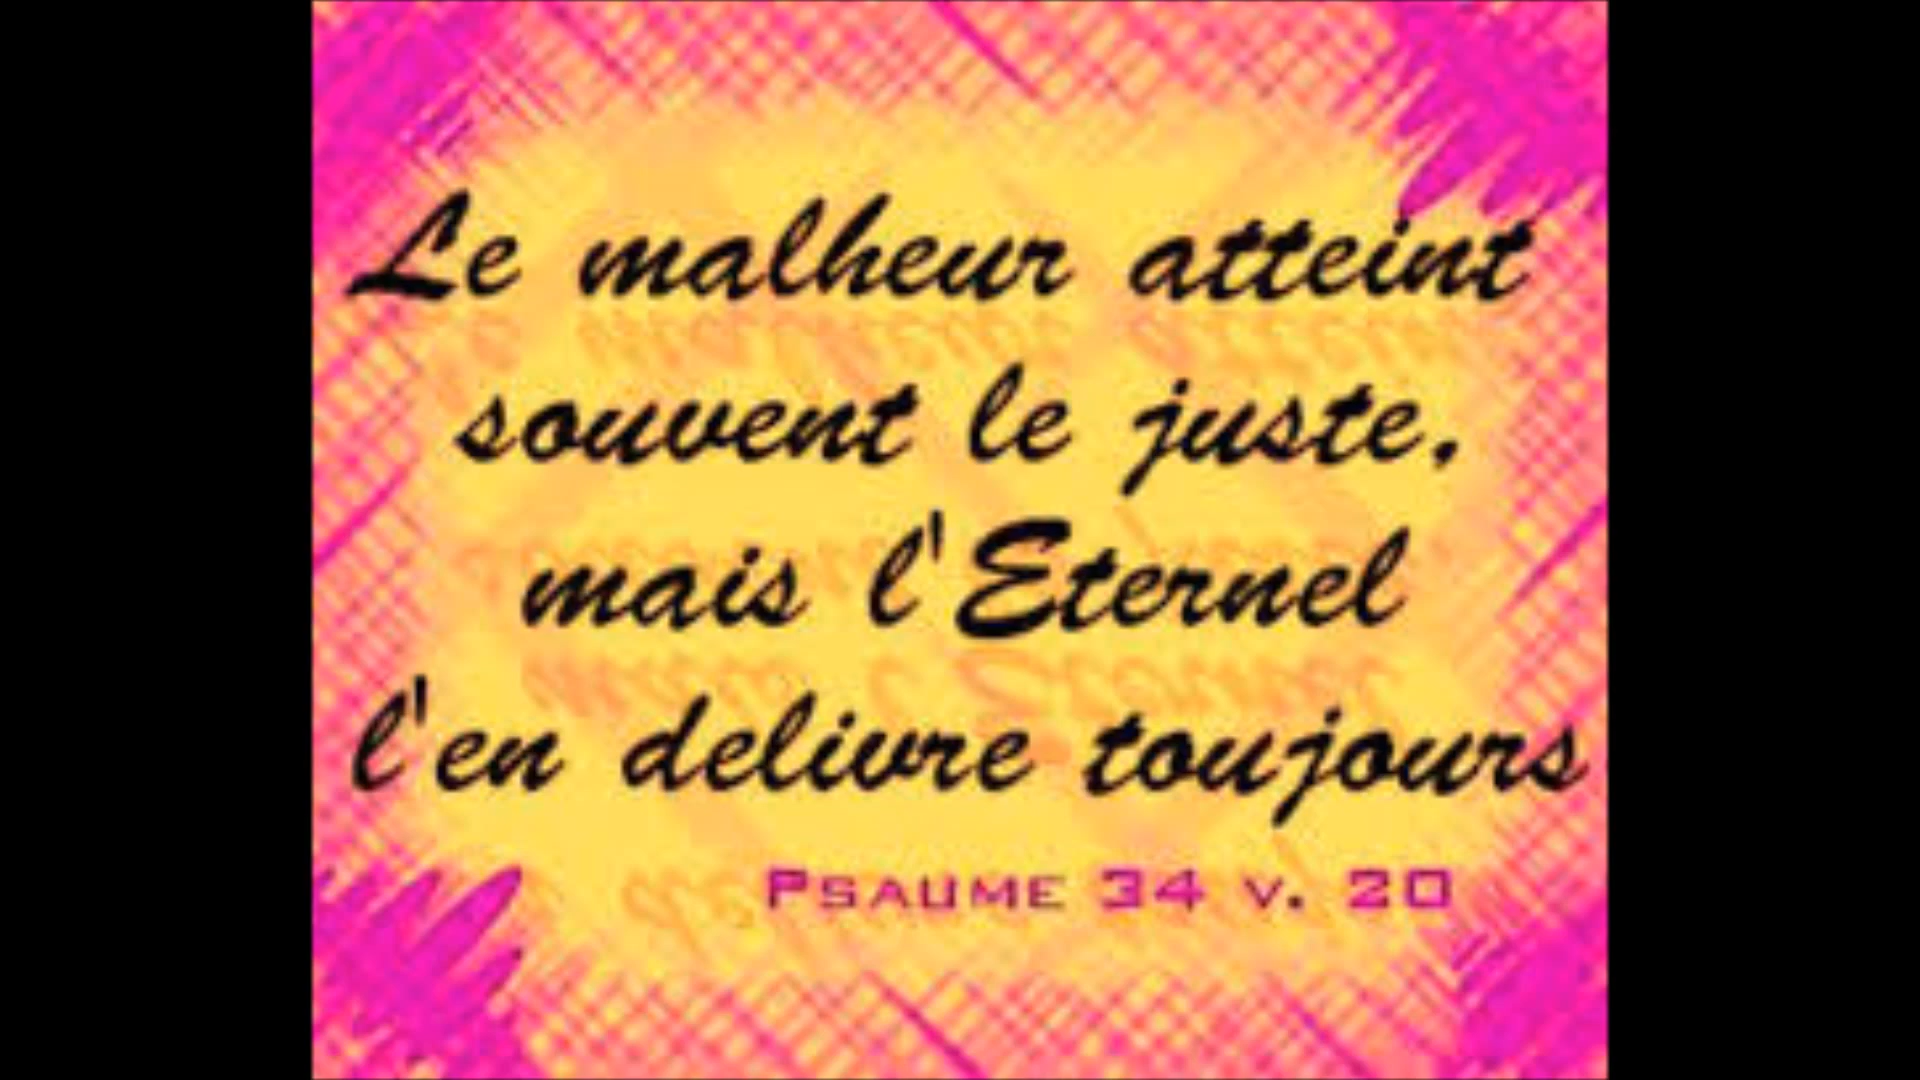 Le malheur atteint
souvent le juste,
mais l'Eternel
l'en delivre toujours
PSAUME 34 V. 20